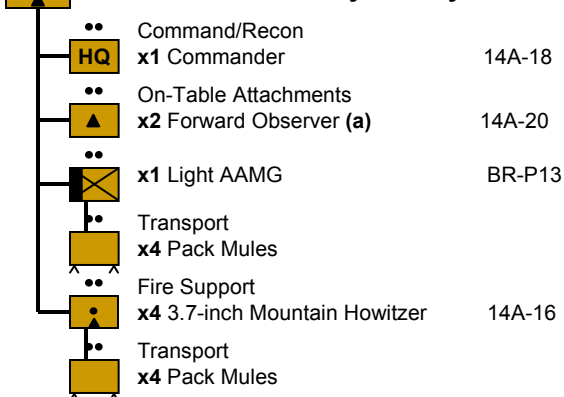 Command/Recon
HQ x1 Commander 14A-18
On-Table Attachments
x2 Forward Observer (a) 14A-20
x1 Light AAMG BR-P13
Transport
x4 Pack Mules
Fire Support
x4 3.7-inch Mountain Howitzer 14A-16
Transport
x4 Pack Mules